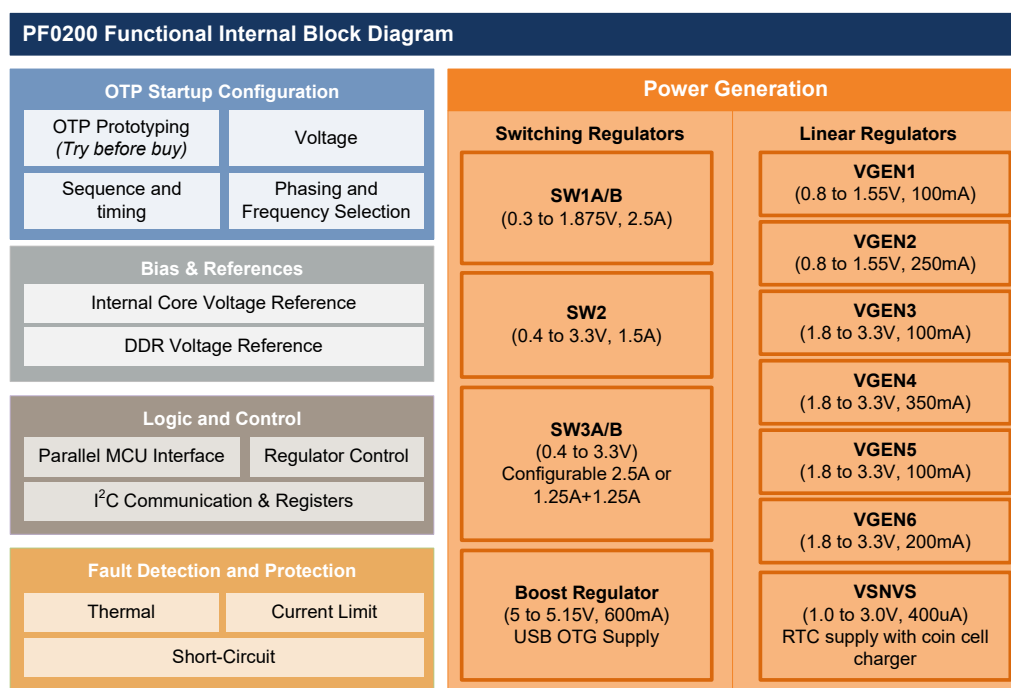 PF0200 Functional Internal Block Diagram
OTP Startup Configuration
OTP Prototyping
(Try before buy)
Voltage
Sequence and
timing
Phasing and
Frequency Selection
Bias & References
Internal Core Voltage Reference
DDR Voltage Reference
Logic and Control
Parallel MCU Interface
Regulator Control
I²C Communication & Registers
Fault Detection and Protection
Thermal
Current Limit
Short-Circuit
Power Generation
Switching Regulators
SW1A/B
(0.3 to 1.875V, 2.5A)
SW2
(0.4 to 3.3V, 1.5A)
SW3A/B
(0.4 to 3.3V)
Configurable 2.5A or
1.25A+1.25A
Boost Regulator
(5 to 5.15V, 600mA)
USB OTG Supply
Linear Regulators
VGEN1
(0.8 to 1.55V, 100mA)
VGEN2
(0.8 to 1.55V, 250mA)
VGEN3
(1.8 to 3.3V, 100mA)
VGEN4
(1.8 to 3.3V, 350mA)
VGEN5
(1.8 to 3.3V, 100mA)
VGEN6
(1.8 to 3.3V, 200mA)
VSNVS
(1.0 to 3.0V, 400uA)
RTC supply with coin cell
charger